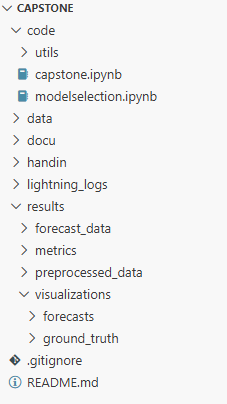 CAPSTONE
code
utils
capstone.ipynb
modelselection.ipynb
data
docu
handin
lightning_logs
results
forecast_data
metrics
preprocessed_data
visualizations
forecasts
ground_truth
.gitignore
README.md